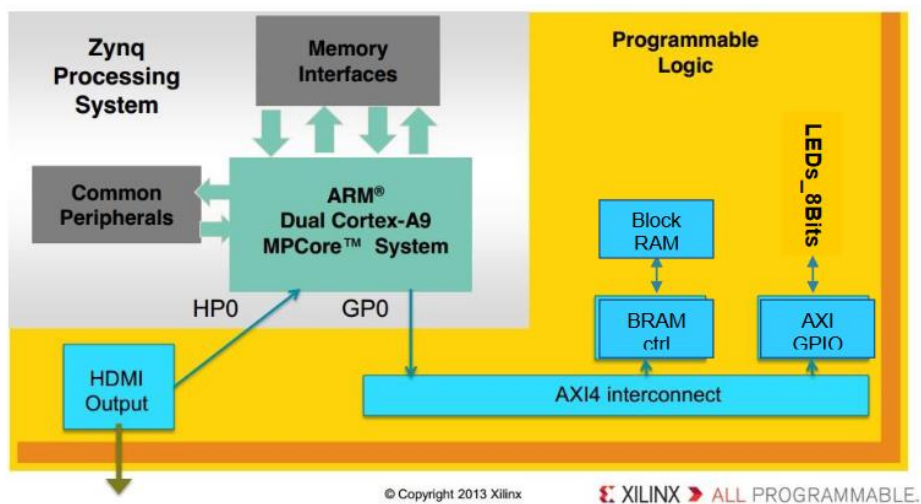 Zynq
Processing
System
Memory
Interfaces
Programmable
Logic
Common
Peripherals
ARM®
Dual Cortex-A9
MPCore™ System
Block
RAM
LEDs_8Bits
HP0
GP0
BRAM
ctrl
AXI
GPIO
HDMI
Output
AXI4 interconnect
© Copyright 2013 Xilinx
XILINX ALL PROGRAMMABLE.